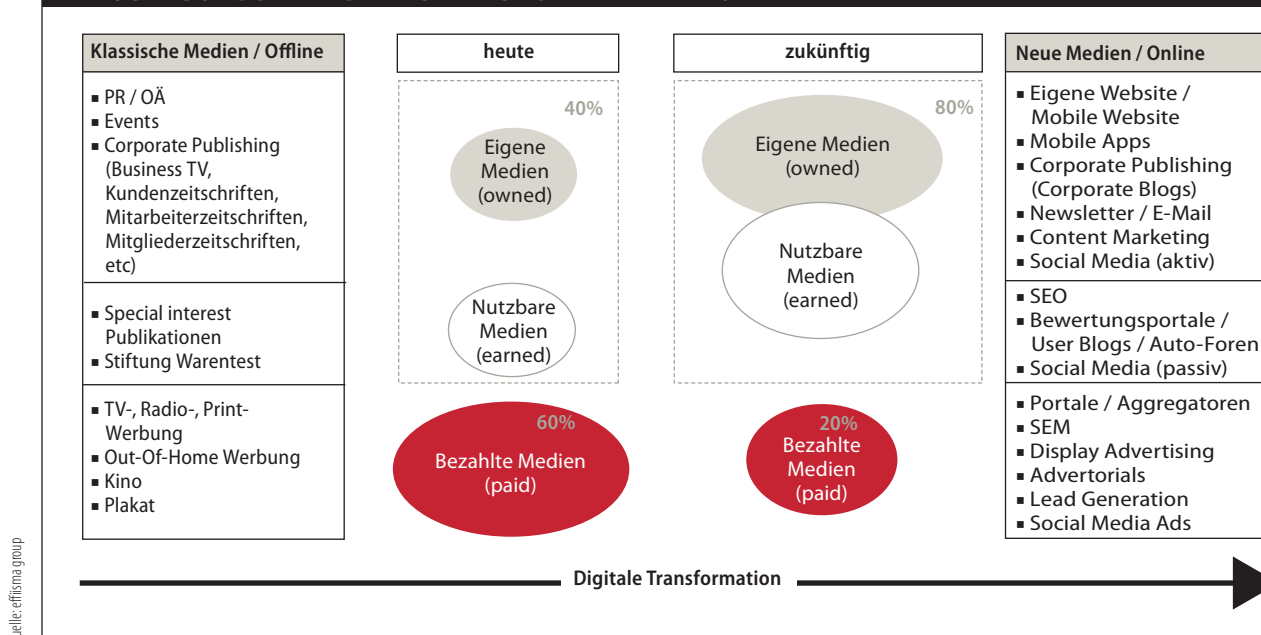 Klassische Medien / Offline
■ PR / OÄ
■ Events
■ Corporate Publishing
(Business TV,
Kundenzeitschriften,
Mitarbeiterzeitschriften,
Mitgliederzeitschriften,
etc)
■ Special interest
Publikationen
■ Stiftung Warentest
■ TV-, Radio-, Print-
Werbung
■ Out-Of-Home Werbung
■ Kino
■ Plakat
heute
40%
Eigene
Medien
(owned)
Nutzbare
Medien
(earned)
60%
Bezahlte Medien
(paid)
zukünftig
80%
Eigene Medien
(owned)
Nutzbare
Medien
(earned)
20%
Bezahlte
Medien
(paid)
Neue Medien / Online
■ Eigene Website /
Mobile Website
■ Mobile Apps
■ Corporate Publishing
(Corporate Blogs)
■ Newsletter / E-Mail
■ Content Marketing
■ Social Media (aktiv)
■ SEO
■ Bewertungsportale /
User Blogs / Auto-Foren
■ Social Media (passiv)
■ Portale / Aggregatoren
■ SEM
■ Display Advertising
■ Advertorials
■ Lead Generation
■ Social Media Ads
Digitale Transformation
effiisma group